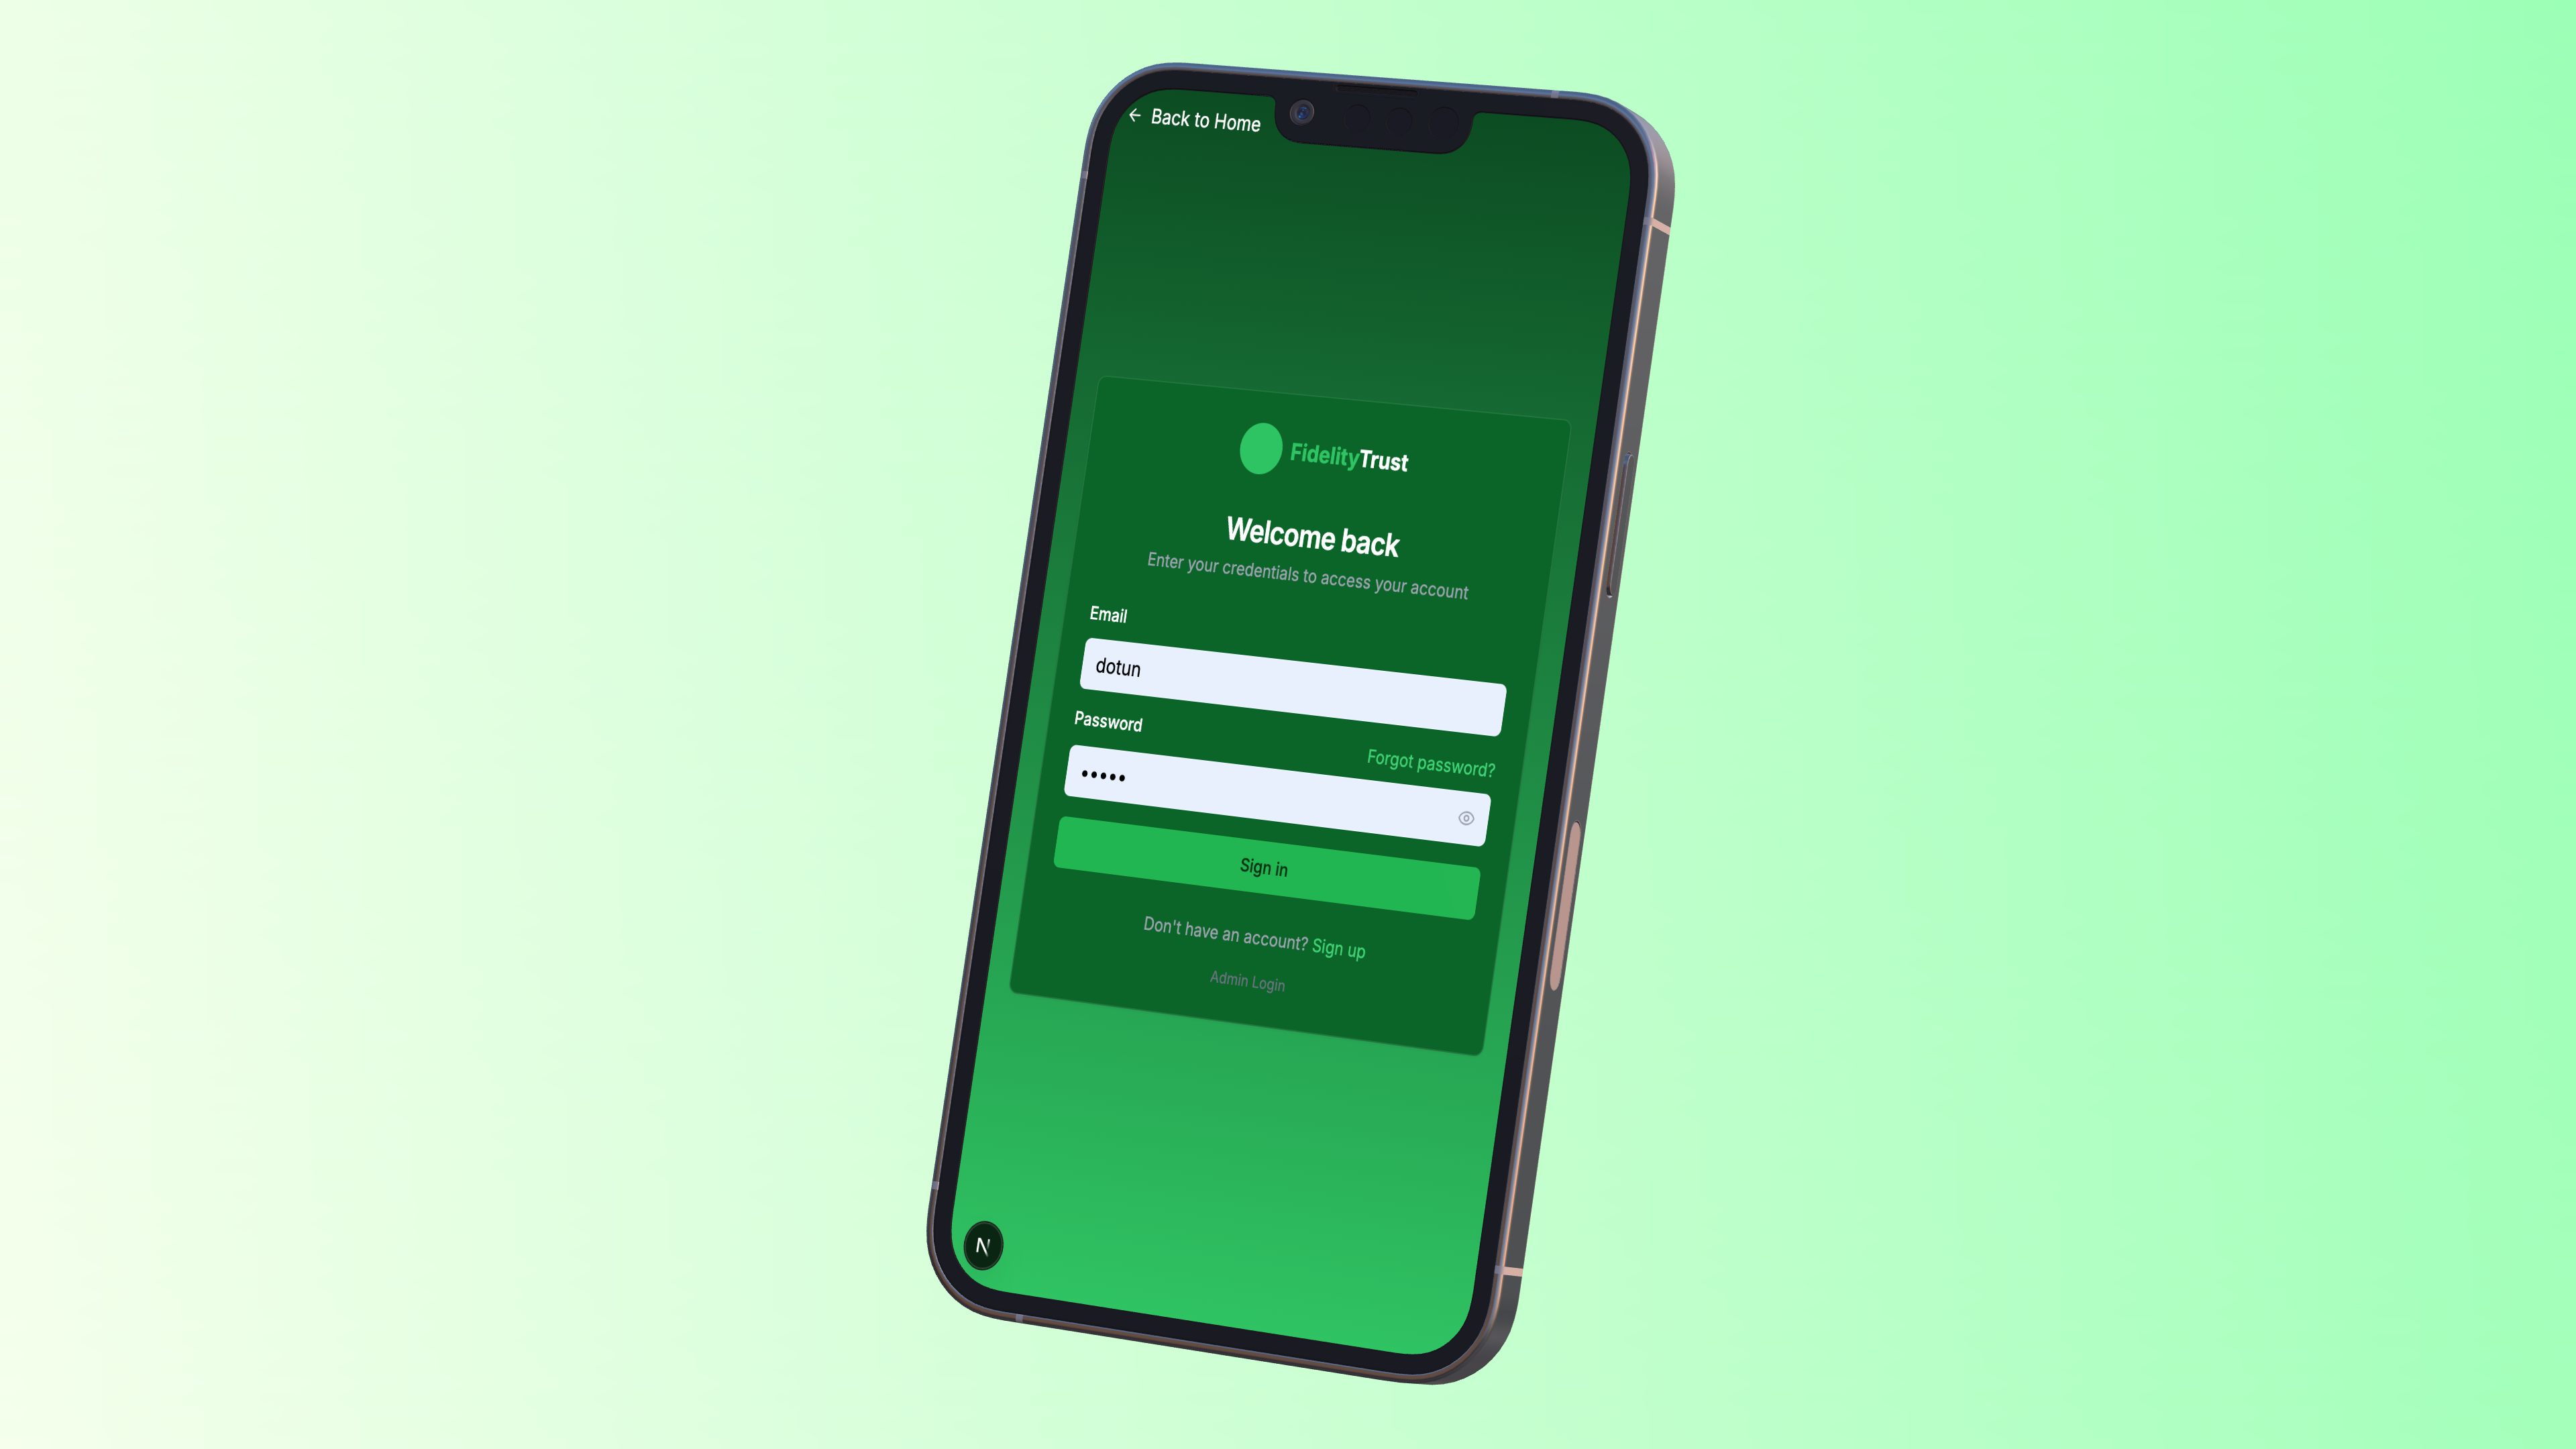 ← Back to Home
FidelityTrust
Welcome back
Enter your credentials to access your account
Email
dotun
Password
Forgot password?
•••••
Sign in
Don't have an account? Sign up
Admin Login
N